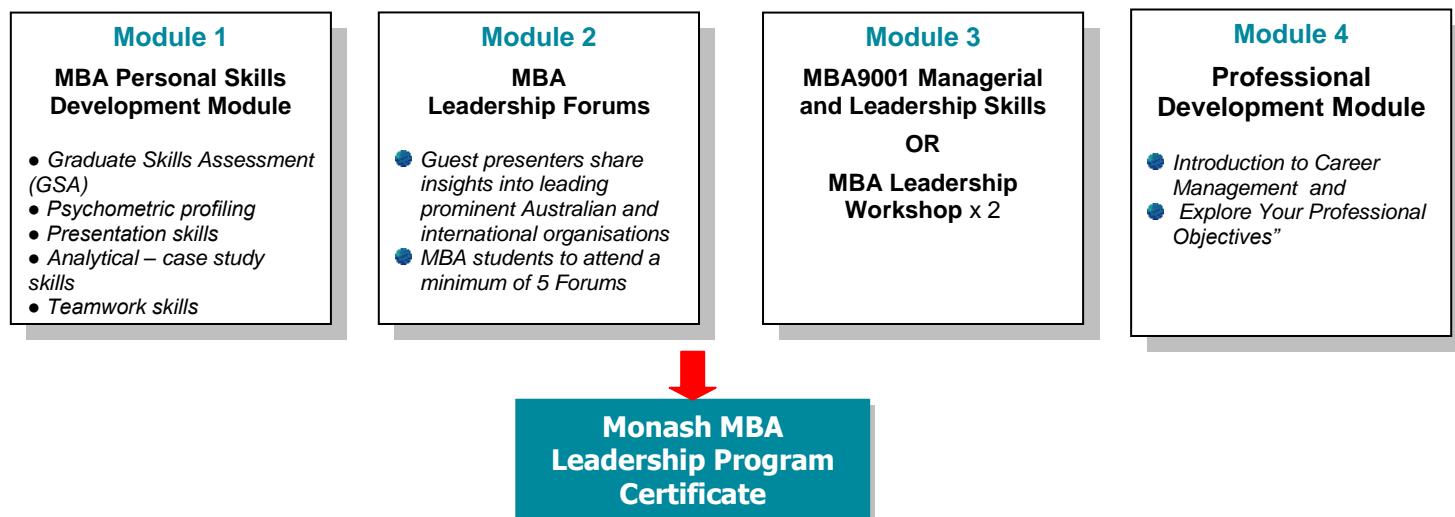 Module 1
MBA Personal Skills
Development Module
● Graduate Skills Assessment
(GSA)
● Psychometric profiling
● Presentation skills
● Analytical – case study
skills
● Teamwork skills
Module 2
MBA
Leadership Forums
Guest presenters share
insights into leading
prominent Australian and
international organisations
MBA students to attend a
minimum of 5 Forums
Module 3
MBA9001 Managerial
and Leadership Skills
OR
MBA Leadership
Workshop x 2
Module 4
Professional
Development Module
Introduction to Career
Management and
Explore Your Professional
Objectives”
Monash MBA
Leadership Program
Certificate